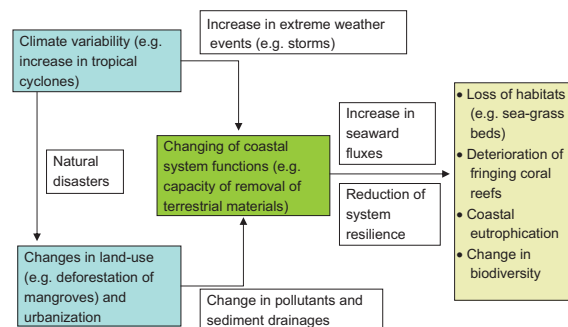 Increase in extreme weather
events (e.g. storms)
Climate variability (e.g.
increase in tropical
cyclones)
Natural
disasters
Changing of coastal
system functions (e.g.
capacity of removal of
terrestrial materials)
Increase in
seaward
fluxes
Reduction of
system
resilience
Changes in land-use
(e.g. deforestation of
mangroves) and
urbanization
Change in pollutants and
sediment drainages
• Loss of habitats
(e.g. sea-grass
beds)
• Deterioration of
fringing coral
reefs
• Coastal
eutrophication
• Change in
biodiversity